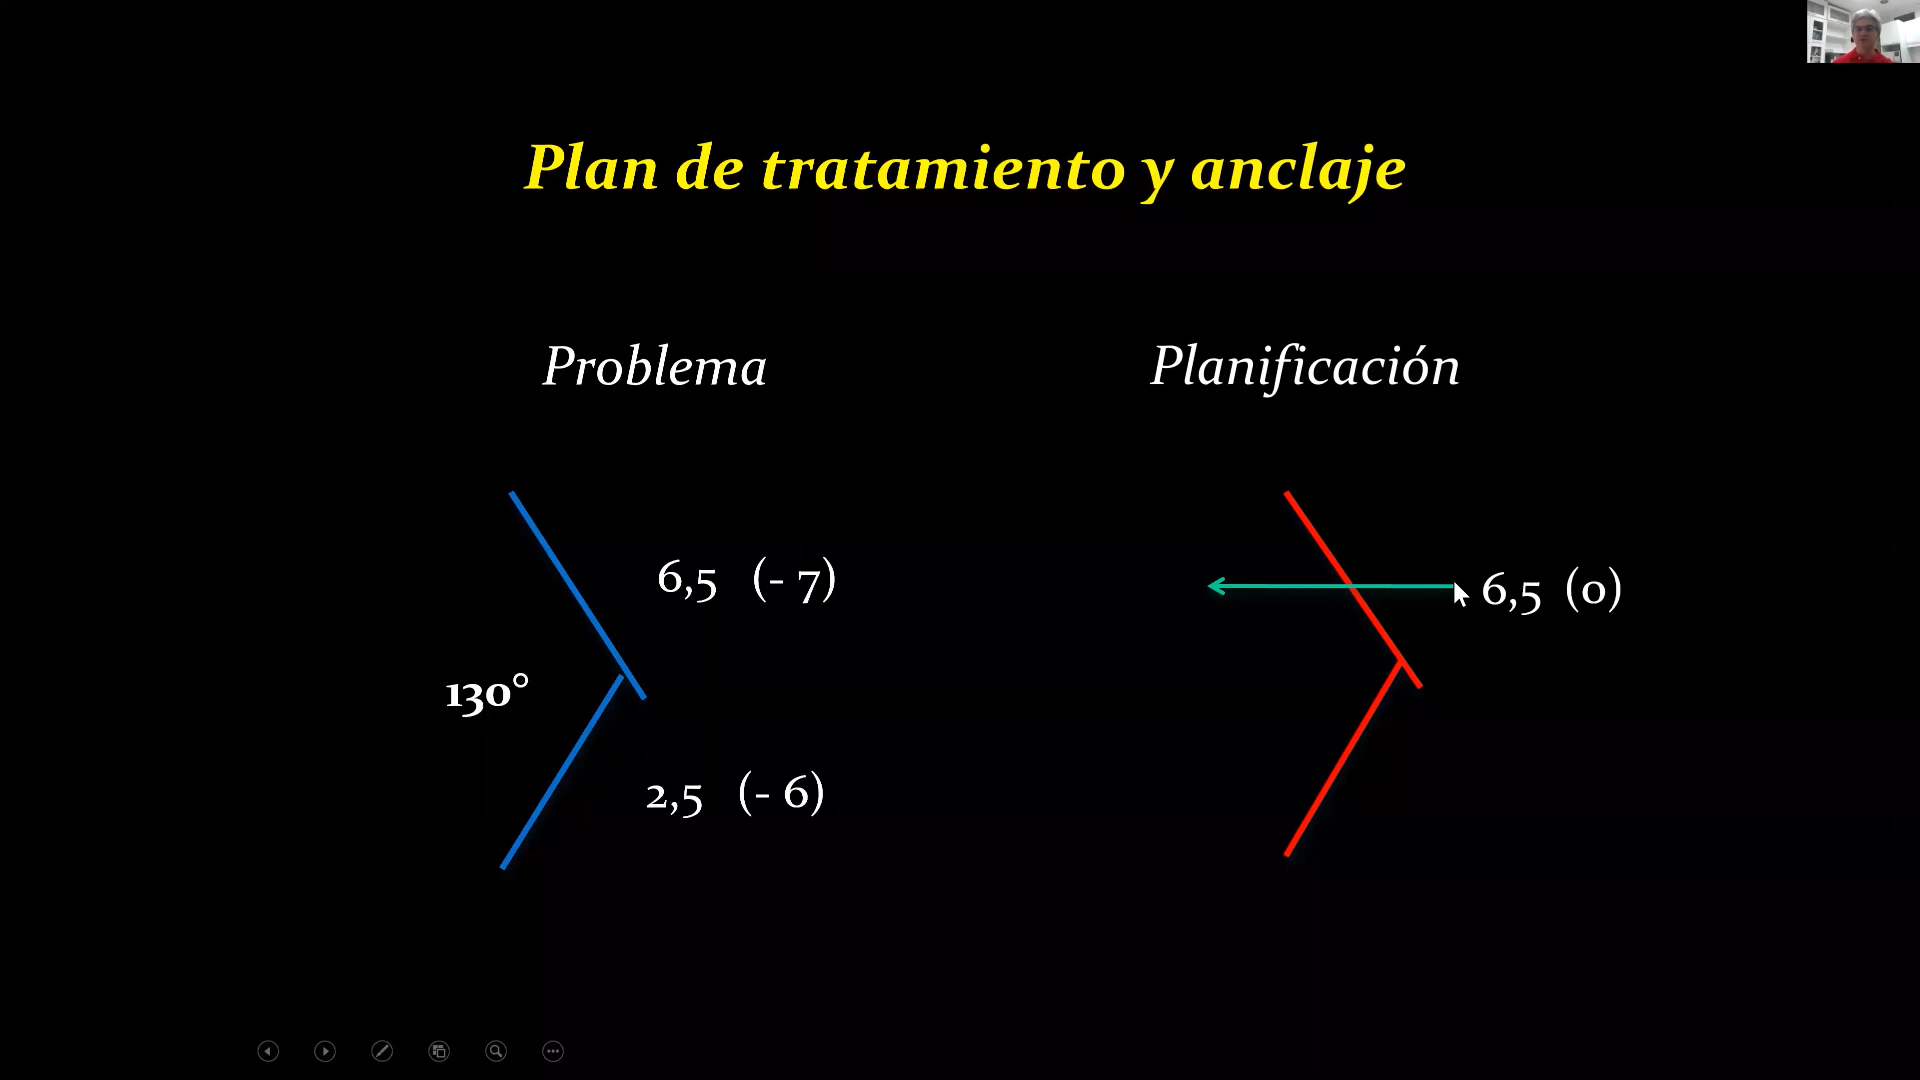 Plan de tratamiento y anclaje
Problema
Planificación
6,5 (- 7)
6,5 (0)
130°
2,5 (- 6)